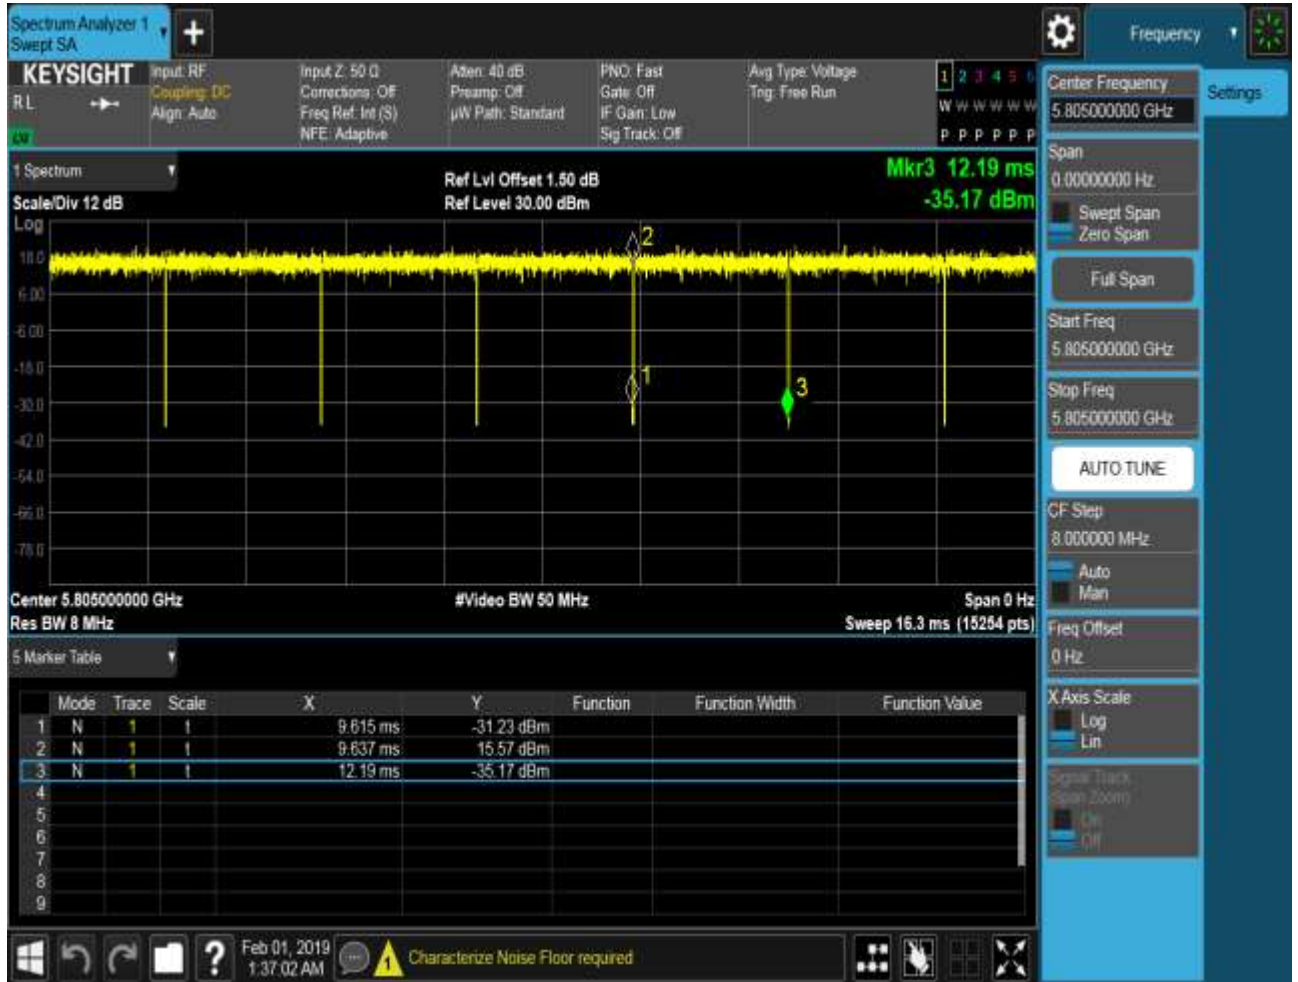 Spectrum Analyzer 1
Swept SA
+
Frequency
KEYSIGHT
RL
Input: RF
Coupling: DC
Align: Auto
Input Z: 50 Ω
Corrections: Off
Freq Ref: Int (S)
NFE: Adaptive
Atten: 40 dB
Preamp: Off
µW Path: Standard
PNO: Fast
Gate: Off
IF Gain: Low
Sig Track: Off
Avg Type: Voltage
Trig: Free Run
1 2 3 4 5 6
W W W W W W
P P P P P P
Center Frequency
5.805000000 GHz
Settings
Span
0.00000000 Hz
Swept Span
Zero Span
Full Span
Start Freq
5.805000000 GHz
Stop Freq
5.805000000 GHz
AUTO TUNE
CF Step
8.000000 MHz
Auto
Man
Freq Offset
0 Hz
X Axis Scale
Log
Lin
Signal Track
(Span Zoom)
On
Off
1 Spectrum
Scale/Div 12 dB
Ref Lvl Offset 1.50 dB
Ref Level 30.00 dBm
Mkr3 12.19 ms
-35.17 dBm
Log
18.0
6.00
-6.00
-18.0
-30.0
-42.0
-54.0
-66.0
-78.0
2
1
3
Center 5.805000000 GHz
#Video BW 50 MHz
Span 0 Hz
Res BW 8 MHz
Sweep 16.3 ms (15254 pts)
5 Marker Table
Mode Trace Scale X Y Function Function Width Function Value
1 N 1 t 9.615 ms -31.23 dBm
2 N 1 t 9.637 ms 15.57 dBm
3 N 1 t 12.19 ms -35.17 dBm
4
5
6
7
8
9
?
Feb 01, 2019
1:37:02 AM
1
Characterize Noise Floor required